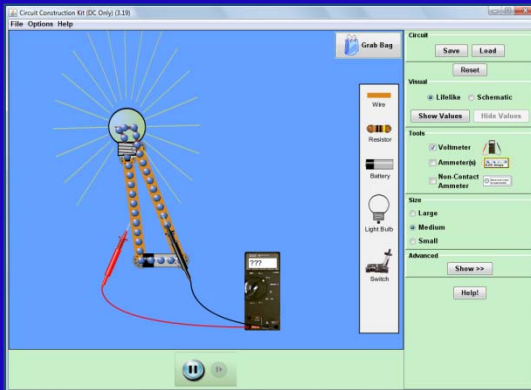 Circuit Construction Kit (DC Only) (3.19)
File Options Help
Grab Bag
Wire
Resistor
Battery
Light Bulb
Switch
???
Circuit
Save Load
Reset
Visual
Lifelike Schematic
Show Values Hide Values
Tools
Voltmeter
Ammeter(s)
Non-Contact
Ammeter
Size
Large
Medium
Small
Advanced
Show >>
Help!